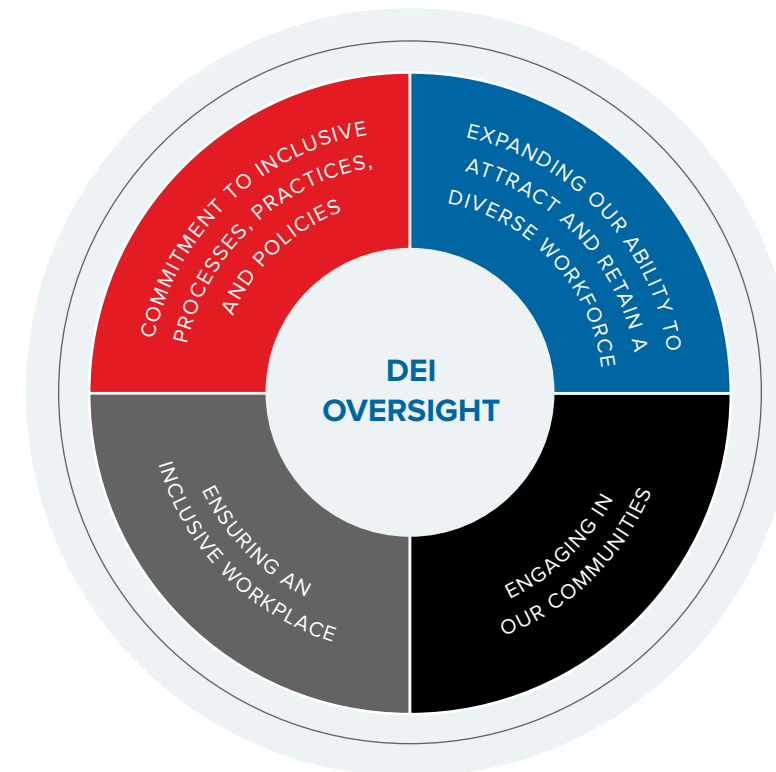 COMMITMENT TO INCLUSIVE
PROCESSES, PRACTICES,
AND POLICIES
EXPANDING OUR ABILITY TO
ATTRACT AND RETAIN A
DIVERSE WORKFORCE
DEI
OVERSIGHT
ENSURING AN
INCLUSIVE WORKPLACE
ENGAGING IN
OUR COMMUNITIES